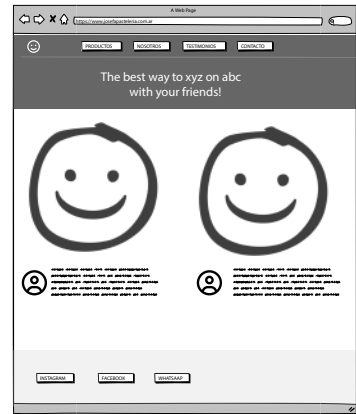 A Web Page
https://www.josefapasteleria.com.ar
PRODUCTOS NOSOTROS TESTIMONIOS CONTACTO
The best way to xyz on abc
with your friends!
INSTAGRAM FACEBOOK WHATSAAP